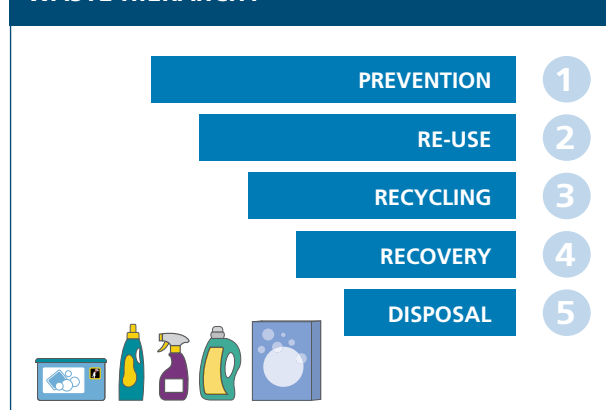 PREVENTION 1
RE-USE 2
RECYCLING 3
RECOVERY 4
DISPOSAL 5